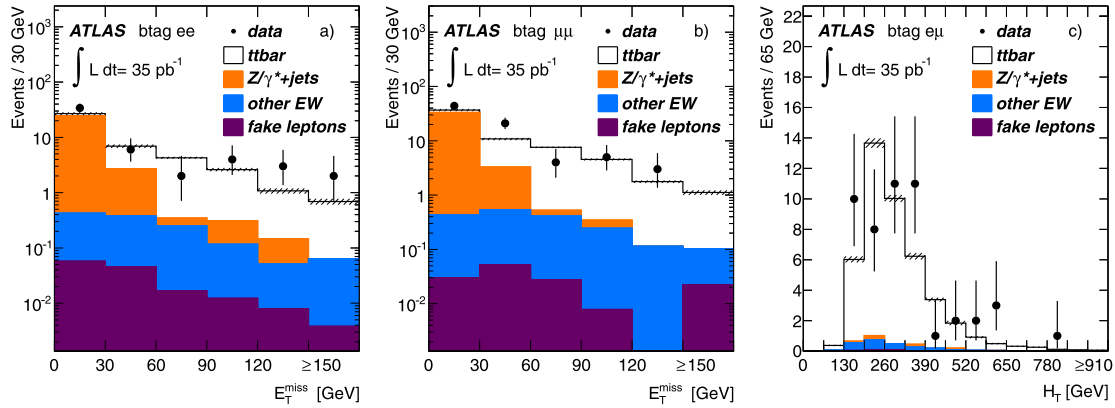 Events / 30 GeV
ATLAS btag ee
a)
∫ L dt= 35 pb⁻¹
data
ttbar
Z/γ*+jets
other EW
fake leptons
10³
10²
10
1
10⁻¹
10⁻²
0 30 60 90 120 ≥150
E_T^miss [GeV]
Events / 30 GeV
ATLAS btag μμ
b)
∫ L dt= 35 pb⁻¹
data
ttbar
Z/γ*+jets
other EW
fake leptons
10³
10²
10
1
10⁻¹
10⁻²
0 30 60 90 120 ≥150
E_T^miss [GeV]
Events / 65 GeV
ATLAS btag eμ
c)
∫ L dt= 35 pb⁻¹
data
ttbar
Z/γ*+jets
other EW
fake leptons
22
20
18
16
14
12
10
8
6
4
2
0
0 130 260 390 520 650 780 ≥910
H_T [GeV]